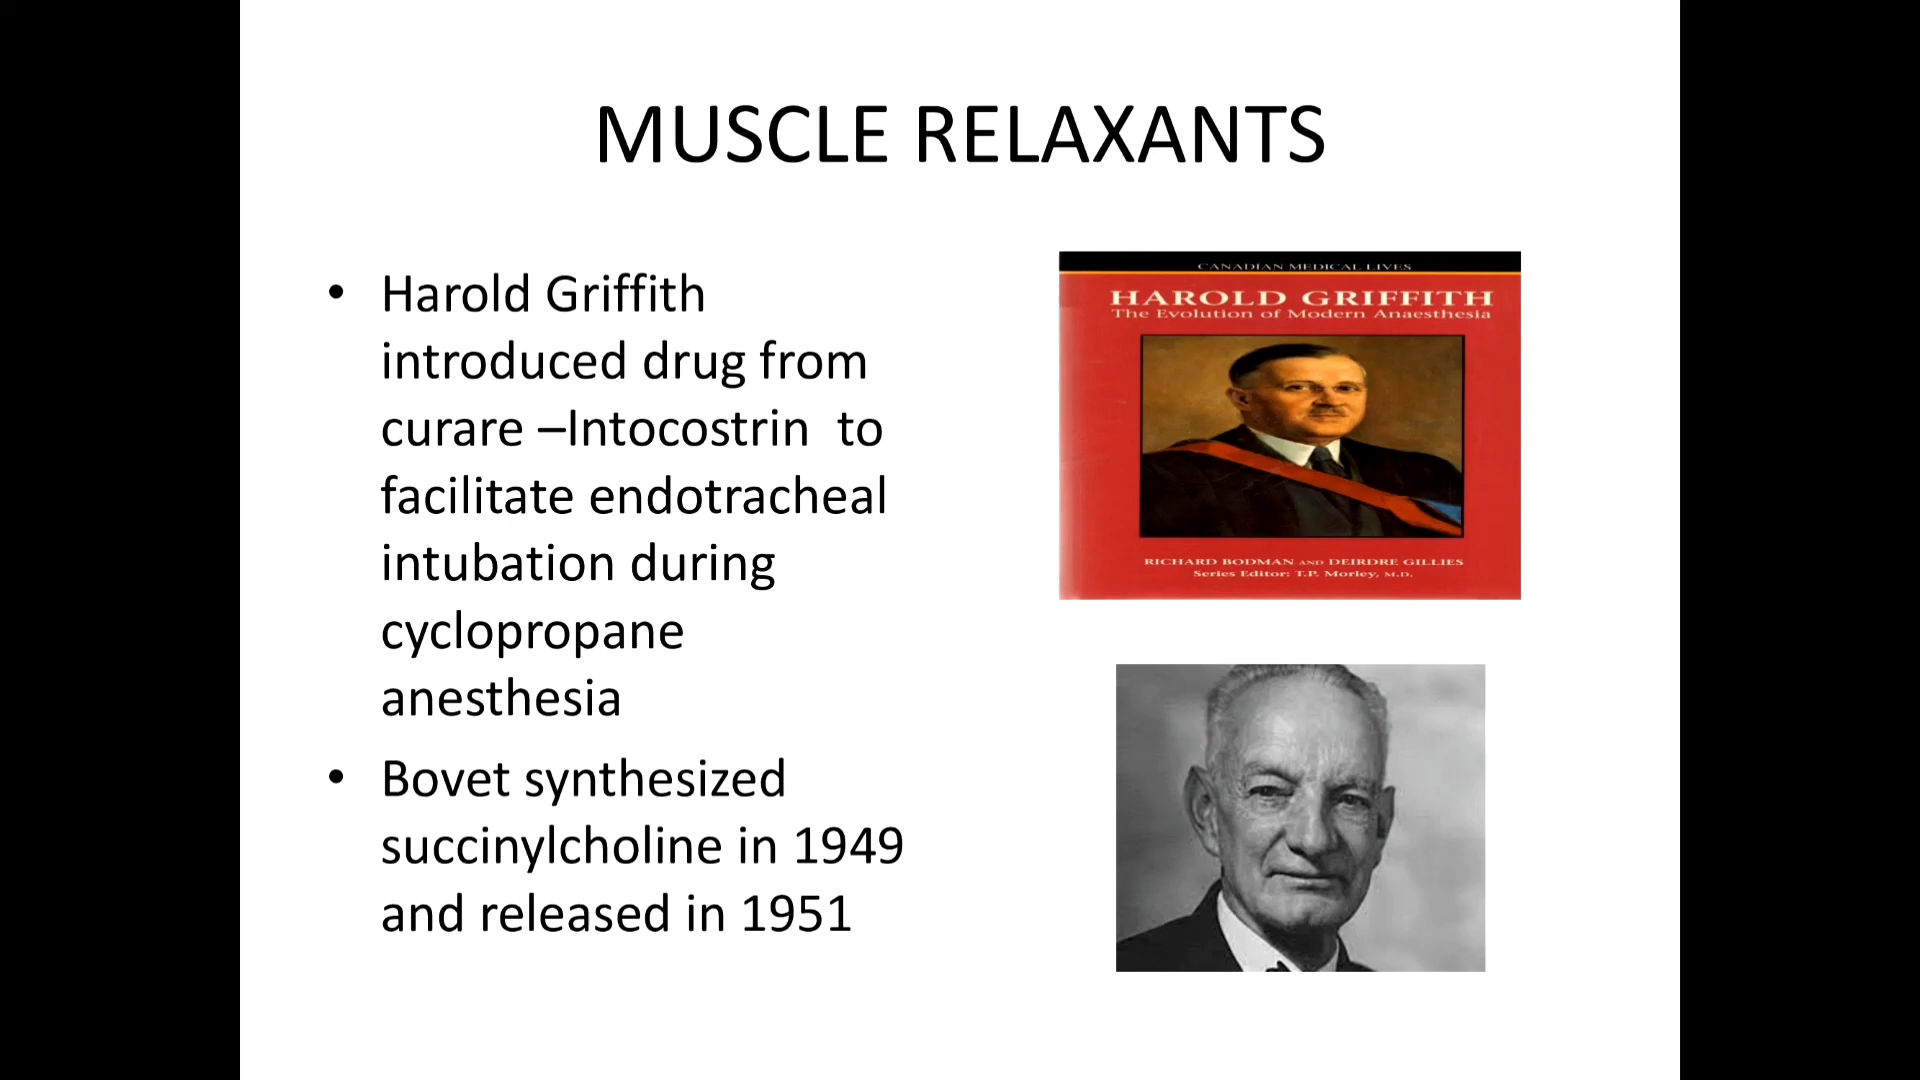 MUSCLE RELAXANTS
• Harold Griffith
introduced drug from
curare –Intocostrin  to
facilitate endotracheal
intubation during
cyclopropane
anesthesia
• Bovet synthesized
succinylcholine in 1949
and released in 1951
CANADIAN MEDICAL LIVES
HAROLD GRIFFITH
The Evolution of Modern Anaesthesia
RICHARD BODMAN AND DEIRDRE GILLIES
Series Editor: T.P. Morley, M.D.